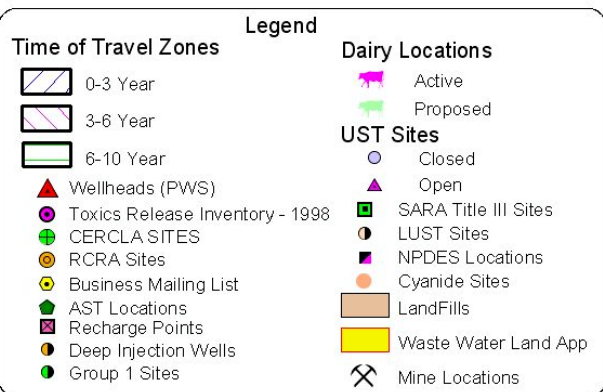 Legend
Time of Travel Zones
0-3 Year
3-6 Year
6-10 Year
Wellheads (PWS)
Toxics Release Inventory - 1998
CERCLA SITES
RCRA Sites
Business Mailing List
AST Locations
Recharge Points
Deep Injection Wells
Group 1 Sites
Dairy Locations
Active
Proposed
UST Sites
Closed
Open
SARA Title III Sites
LUST Sites
NPDES Locations
Cyanide Sites
LandFills
Waste Water Land App
Mine Locations